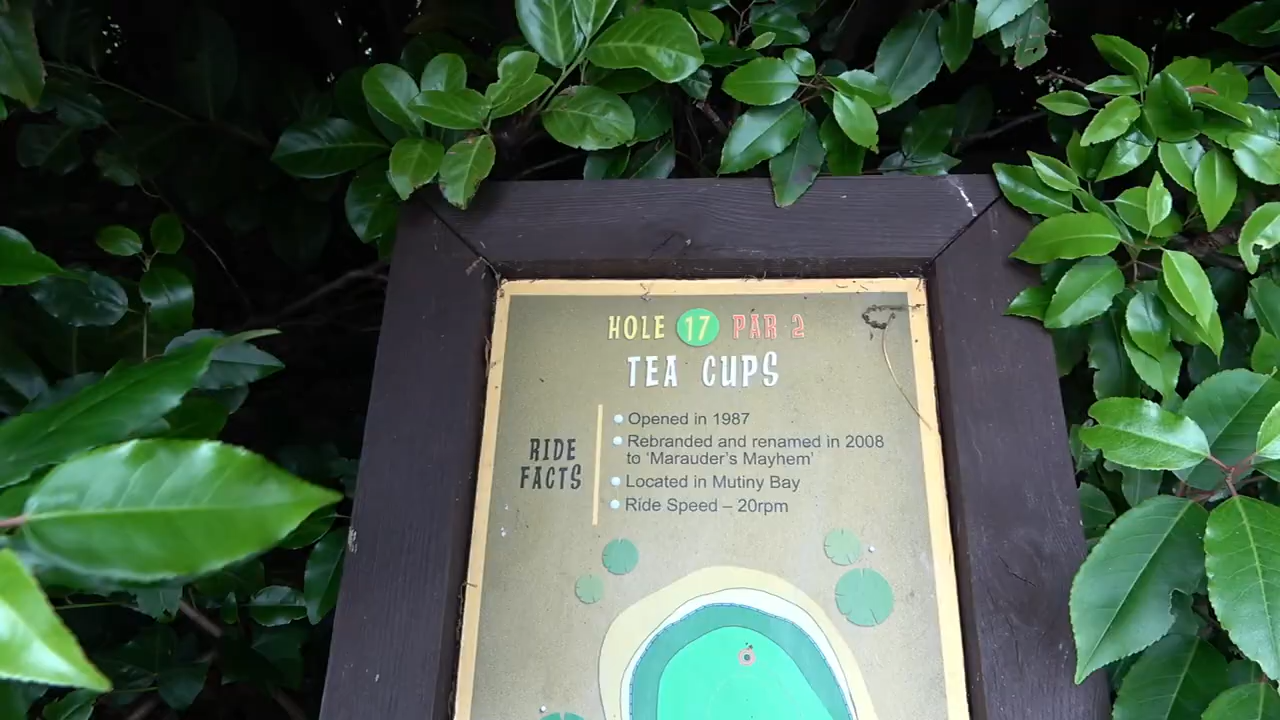 HOLE 17 PAR 2
TEA CUPS
RIDE
FACTS
Opened in 1987
Rebranded and renamed in 2008
to ‘Marauder’s Mayhem’
Located in Mutiny Bay
Ride Speed – 20rpm